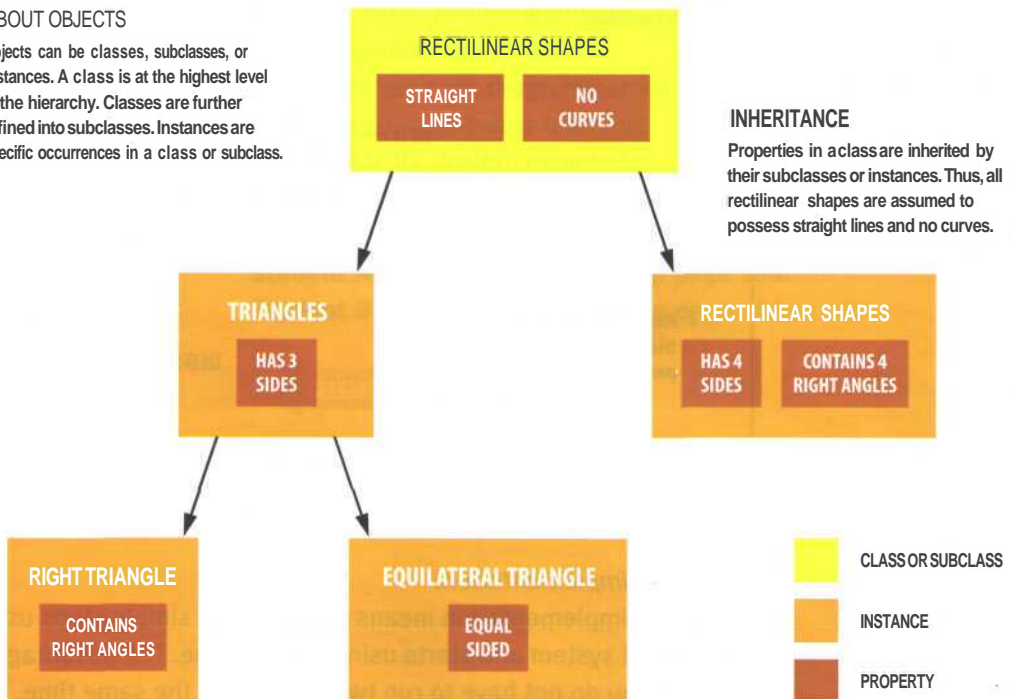 BOUT OBJECTS
jects can be classes, subclasses, or
stances. A class is at the highest level
the hierarchy. Classes are further
fined into subclasses. Instances are
ecific occurrences in a class or subclass.
RECTILINEAR SHAPES
STRAIGHT
LINES
NO
CURVES
INHERITANCE
Properties in a class are inherited by
their subclasses or instances. Thus, all
rectilinear shapes are assumed to
possess straight lines and no curves.
TRIANGLES
HAS 3
SIDES
RECTILINEAR SHAPES
HAS 4
SIDES
CONTAINS 4
RIGHT ANGLES
RIGHT TRIANGLE
CONTAINS
RIGHT ANGLES
EQUILATERAL TRIANGLE
EQUAL
SIDED
CLASS OR SUBCLASS
INSTANCE
PROPERTY